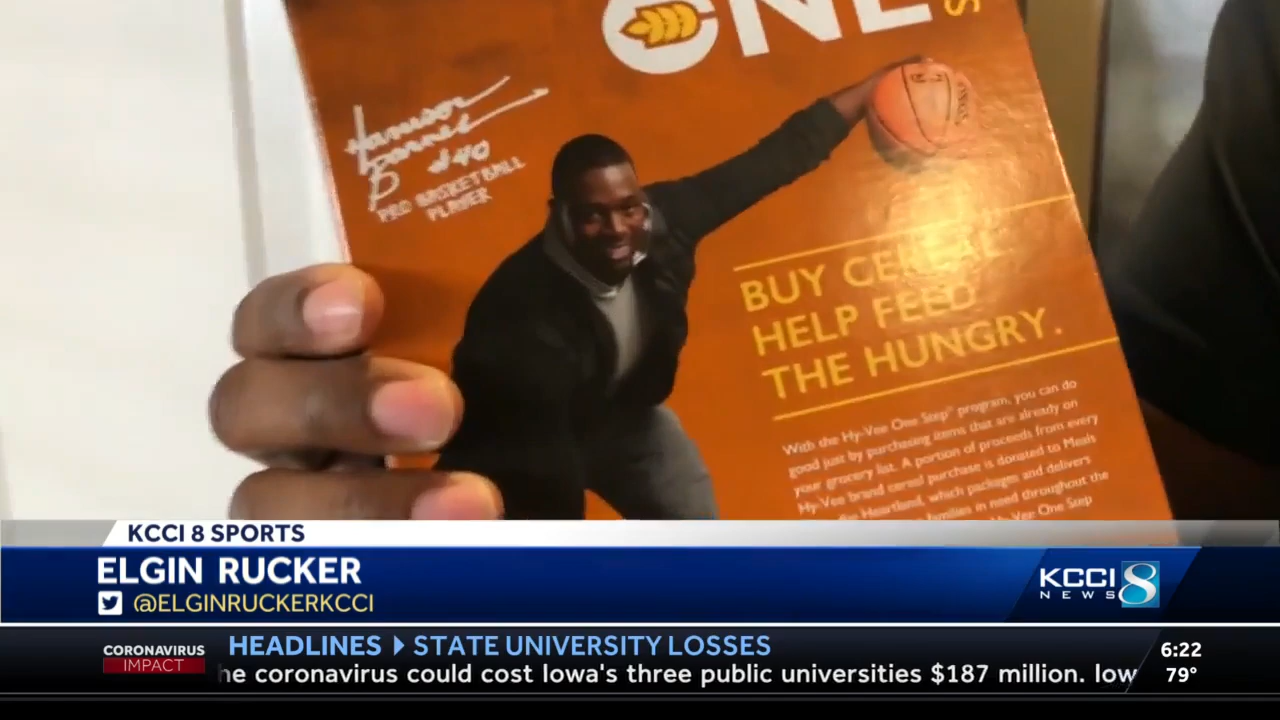 ONE
Harrison
Barnes
#40
PRO BASKETBALL
PLAYER
BUY CEREAL
HELP FEED
THE HUNGRY.
With the Hy-Vee One Step™ program, you can do
good just by purchasing items that are already on
your grocery list. A portion of proceeds from every
Hy-Vee brand cereal purchase is donated to Meals
the Heartland, which packages and delivers
families in need throughout the
Hy-Vee One Step
KCCI 8 SPORTS
ELGIN RUCKER
@ELGINRUCKERKCCI
KCCI 8
NEWS
CORONAVIRUS
IMPACT
HEADLINES STATE UNIVERSITY LOSSES
he coronavirus could cost Iowa's three public universities $187 million. Iow
6:22
79°